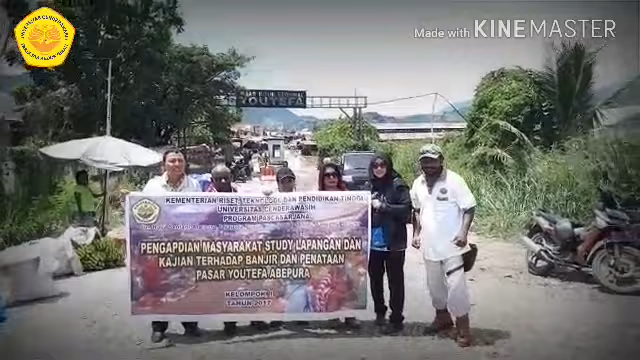 Made with KINEMASTER
YOUTEFA
KEMENTERIAN RISET TEKNOLOGI DAN PENDIDIKAN TINGGI
UNIVERSITAS CENDERAWASIH
PROGRAM PASCASARJANA
PENGAPDIAN MASYARAKAT STUDY LAPANGAN DAN
KAJIAN TERHADAP BANJIR DAN PENATAAN
PASAR YOUTEFA ABEPURA
KELOMPOK II
TAHUN 2017